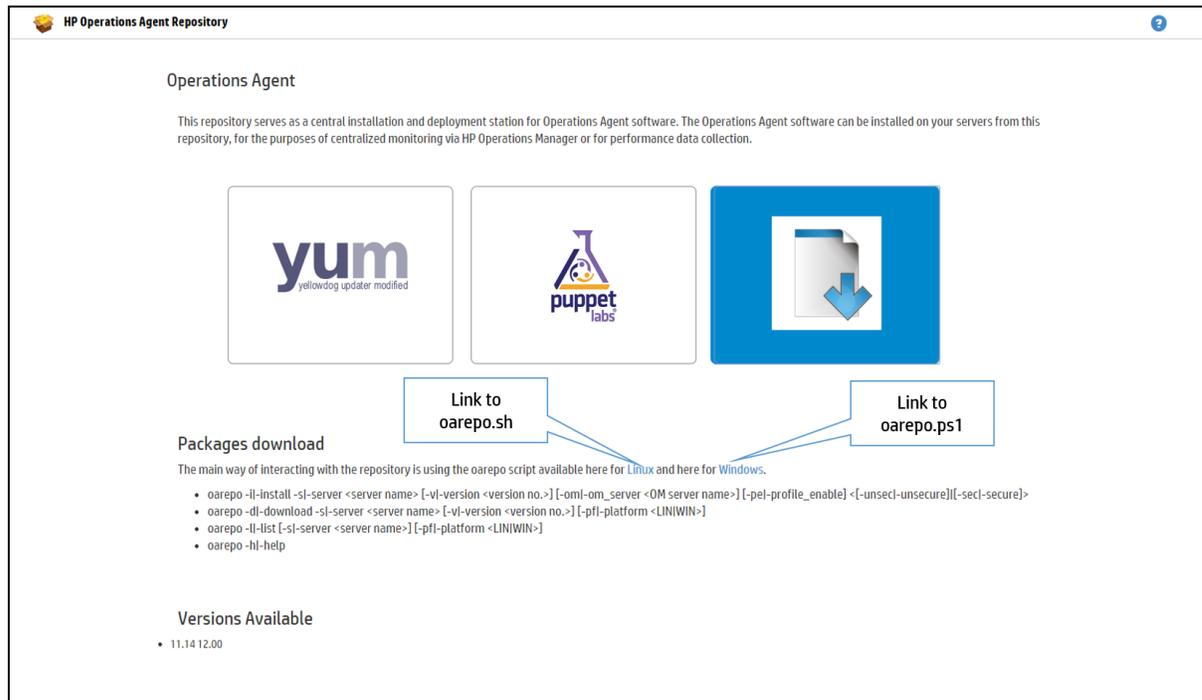 HP Operations Agent Repository
?
Operations Agent
This repository serves as a central installation and deployment station for Operations Agent software. The Operations Agent software can be installed on your servers from this
repository, for the purposes of centralized monitoring via HP Operations Manager or for performance data collection.
yum
yellowdog updater modified
puppet
labs
Link to
oarepo.sh
Link to
oarepo.ps1
Packages download
The main way of interacting with the repository is using the oarepo script available here for Linux and here for Windows.
• oarepo -i|-install -s|-server <server name> [-v|-version <version no.>] [-om|-om_server <OM server name>] [-pe|-profile_enable] <[-unsec|-unsecure]|[-sec|-secure]>
• oarepo -d|-download -s|-server <server name> [-v|-version <version no.>] [-pf|-platform <LIN|WIN>]
• oarepo -l|-list [-s|-server <server name>] [-pf|-platform <LIN|WIN>]
• oarepo -h|-help
Versions Available
• 11.14 12.00